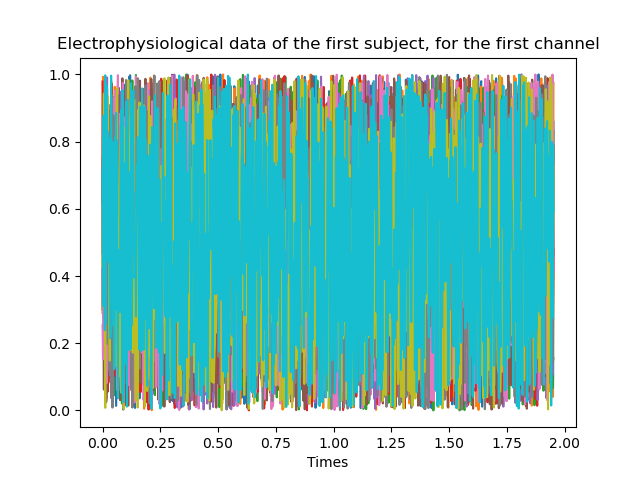 Electrophysiological data of the first subject, for the first channel
1.0
0.8
0.6
0.4
0.2
0.0
0.00 0.25 0.50 0.75 1.00 1.25 1.50 1.75 2.00
Times